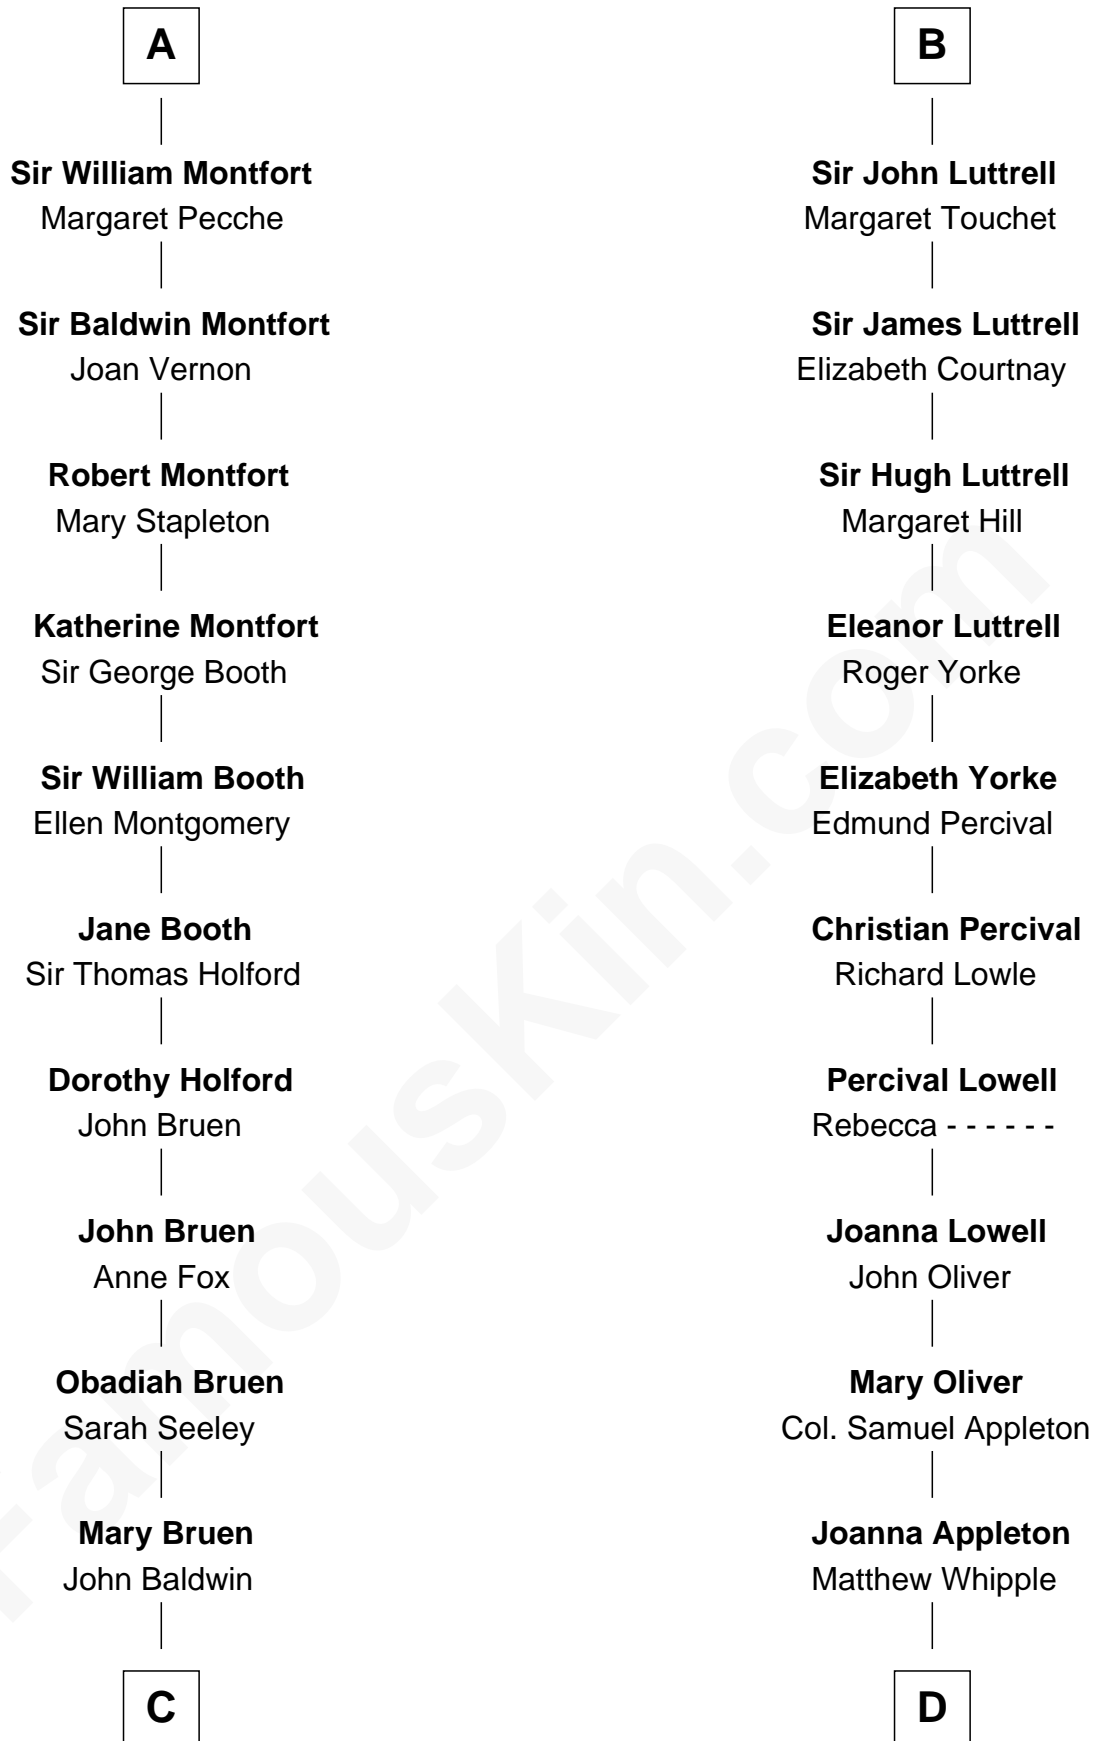 A
Sir William Montfort
Margaret Pecche
Sir Baldwin Montfort
Joan Vernon
Robert Montfort
Mary Stapleton
Katherine Montfort
Sir George Booth
Sir William Booth
Ellen Montgomery
Jane Booth
Sir Thomas Holford
Dorothy Holford
John Bruen
John Bruen
Anne Fox
Obadiah Bruen
Sarah Seeley
Mary Bruen
John Baldwin
C
B
Sir John Luttrell
Margaret Touchet
Sir James Luttrell
Elizabeth Courtnay
Sir Hugh Luttrell
Margaret Hill
Eleanor Luttrell
Roger Yorke
Elizabeth Yorke
Edmund Percival
Christian Percival
Richard Lowle
Percival Lowell
Rebecca - - - - - -
Joanna Lowell
John Oliver
Mary Oliver
Col. Samuel Appleton
Joanna Appleton
Matthew Whipple
D
FamousKin.com